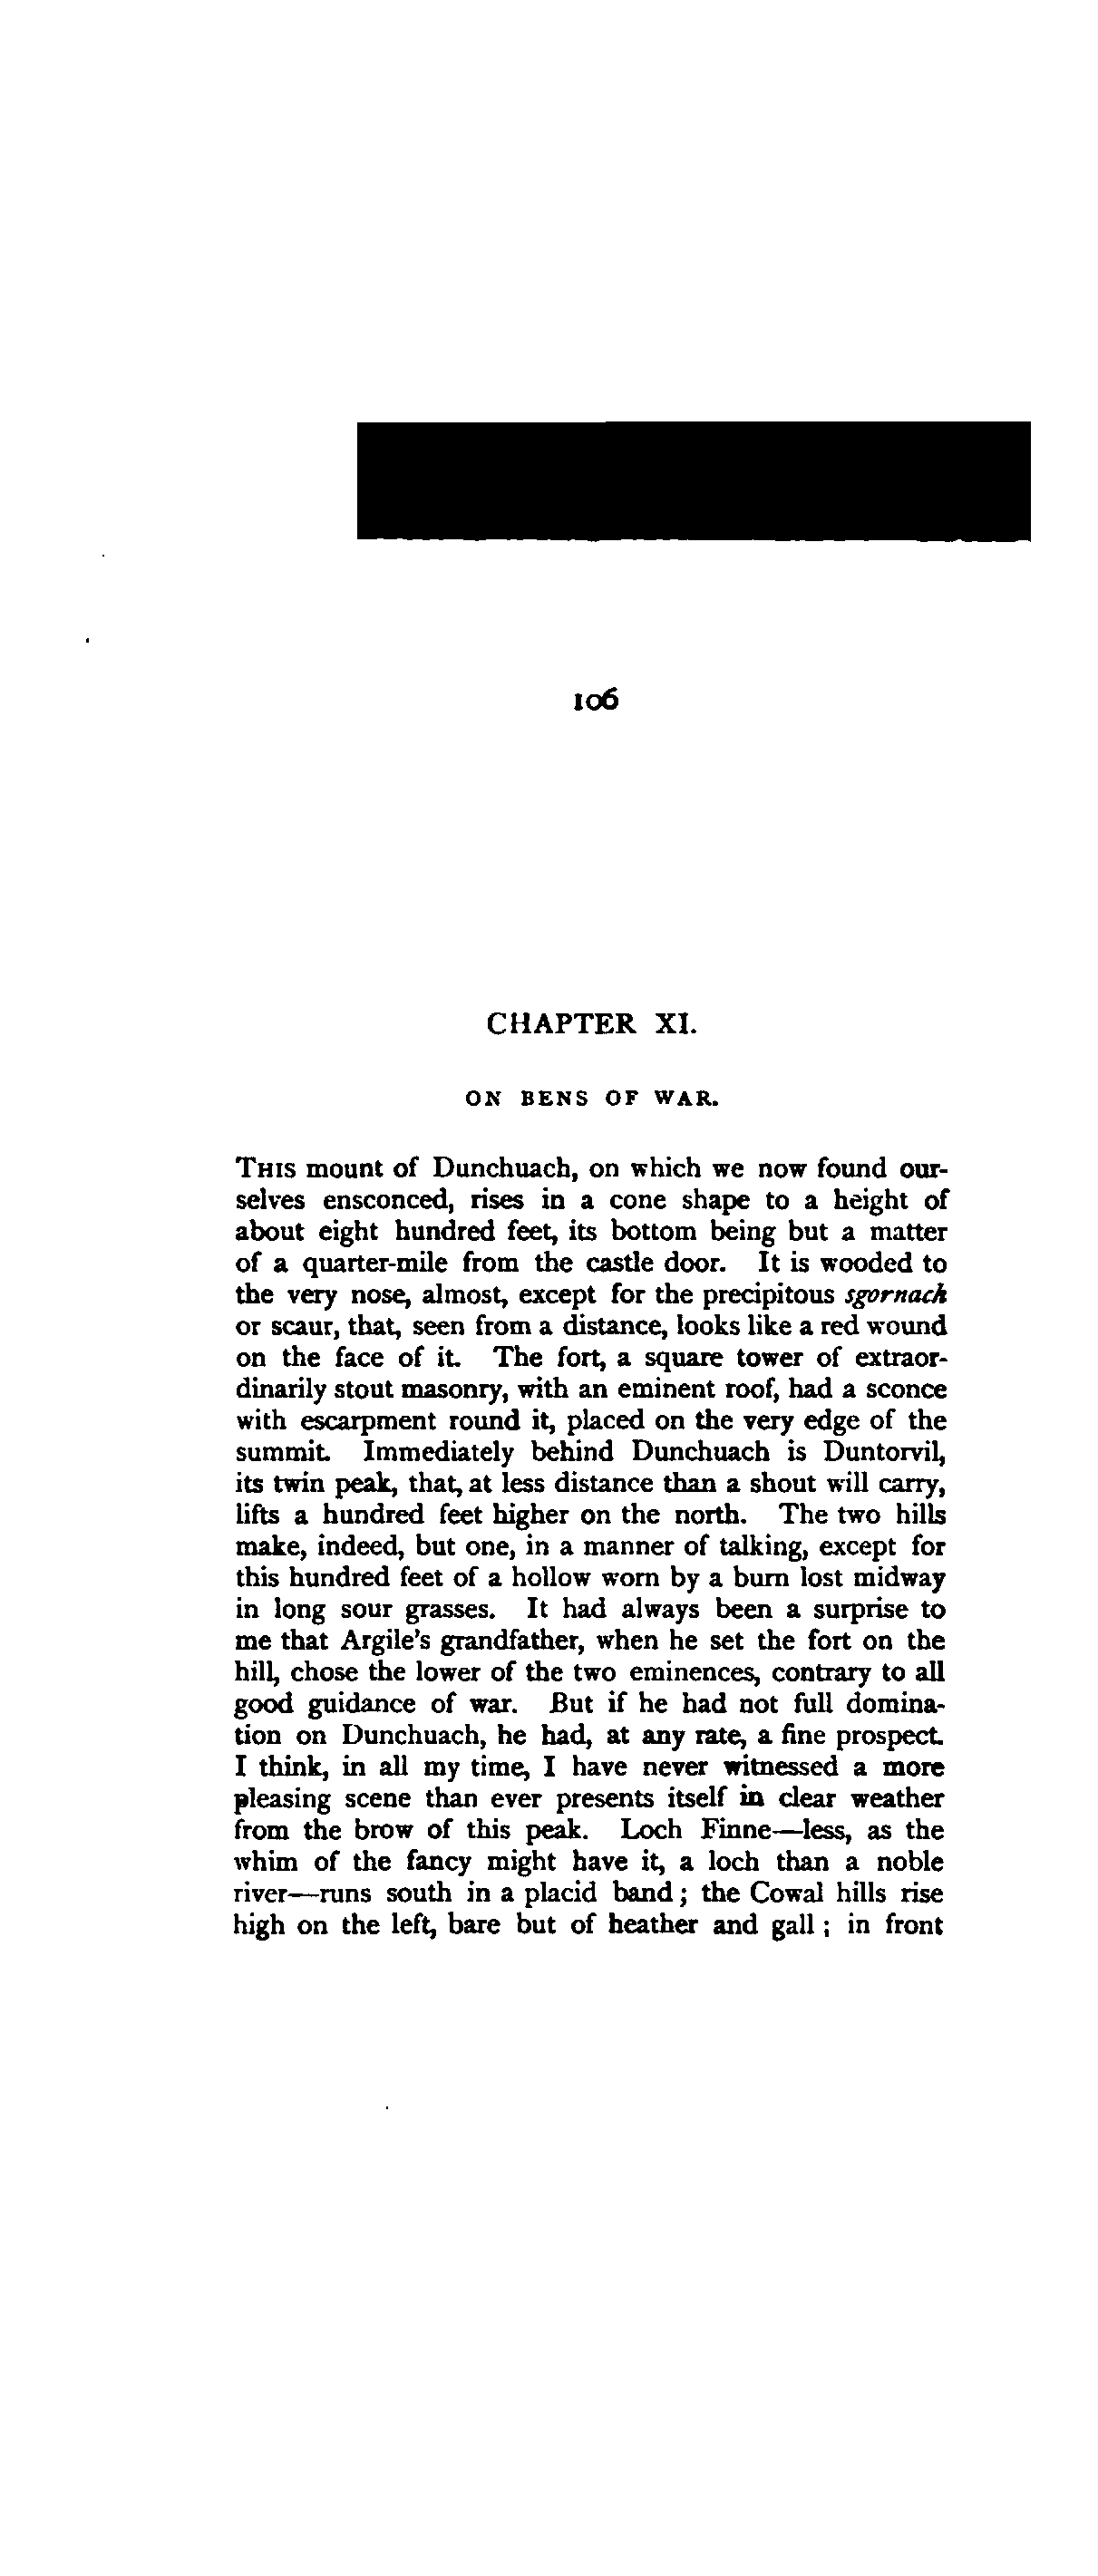 106
CHAPTER XI.
ON BENS OF WAR.
THIS mount of Dunchuach, on which we now found our-
selves ensconced, rises in a cone shape to a height of
about eight hundred feet, its bottom being but a matter
of a quarter-mile from the castle door. It is wooded to
the very nose, almost, except for the precipitous sgornach
or scaur, that, seen from a distance, looks like a red wound
on the face of it. The fort, a square tower of extraor-
dinarily stout masonry, with an eminent roof, had a sconce
with escarpment round it, placed on the very edge of the
summit. Immediately behind Dunchuach is Duntorvil,
its twin peak, that, at less distance than a shout will carry,
lifts a hundred feet higher on the north. The two hills
make, indeed, but one, in a manner of talking, except for
this hundred feet of a hollow worn by a burn lost midway
in long sour grasses. It had always been a surprise to
me that Argile's grandfather, when he set the fort on the
hill, chose the lower of the two eminences, contrary to all
good guidance of war. But if he had not full domina-
tion on Dunchuach, he had, at any rate, a fine prospect.
I think, in all my time, I have never witnessed a more
pleasing scene than ever presents itself in clear weather
from the brow of this peak. Loch Finne—less, as the
whim of the fancy might have it, a loch than a noble
river—runs south in a placid band; the Cowal hills rise
high on the left, bare but of heather and gall; in front